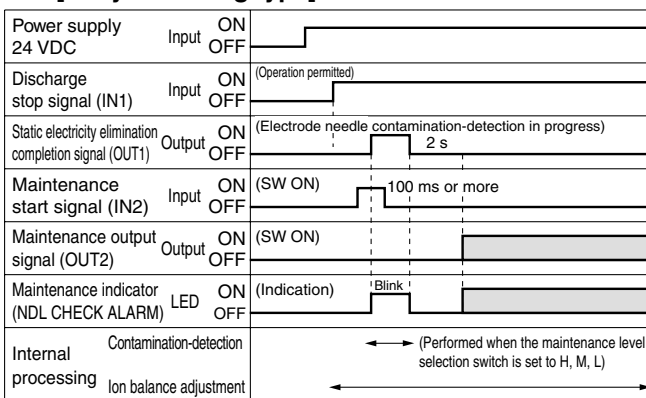 Power supply
24 VDC
Input
ON
OFF
Discharge
stop signal (IN1)
Input
ON
OFF
(Operation permitted)
Static electricity elimination
completion signal (OUT1)
Output
ON
OFF
(Electrode needle contamination-detection in progress)
2 s
Maintenance
start signal (IN2)
Input
ON
OFF
(SW ON)
100 ms or more
Maintenance output
signal (OUT2)
Output
ON
OFF
(SW ON)
Maintenance indicator
(NDL CHECK ALARM)
LED
ON
OFF
(Indication)
Blink
Internal
processing
Contamination-detection
Ion balance adjustment
(Performed when the maintenance level
selection switch is set to H, M, L)